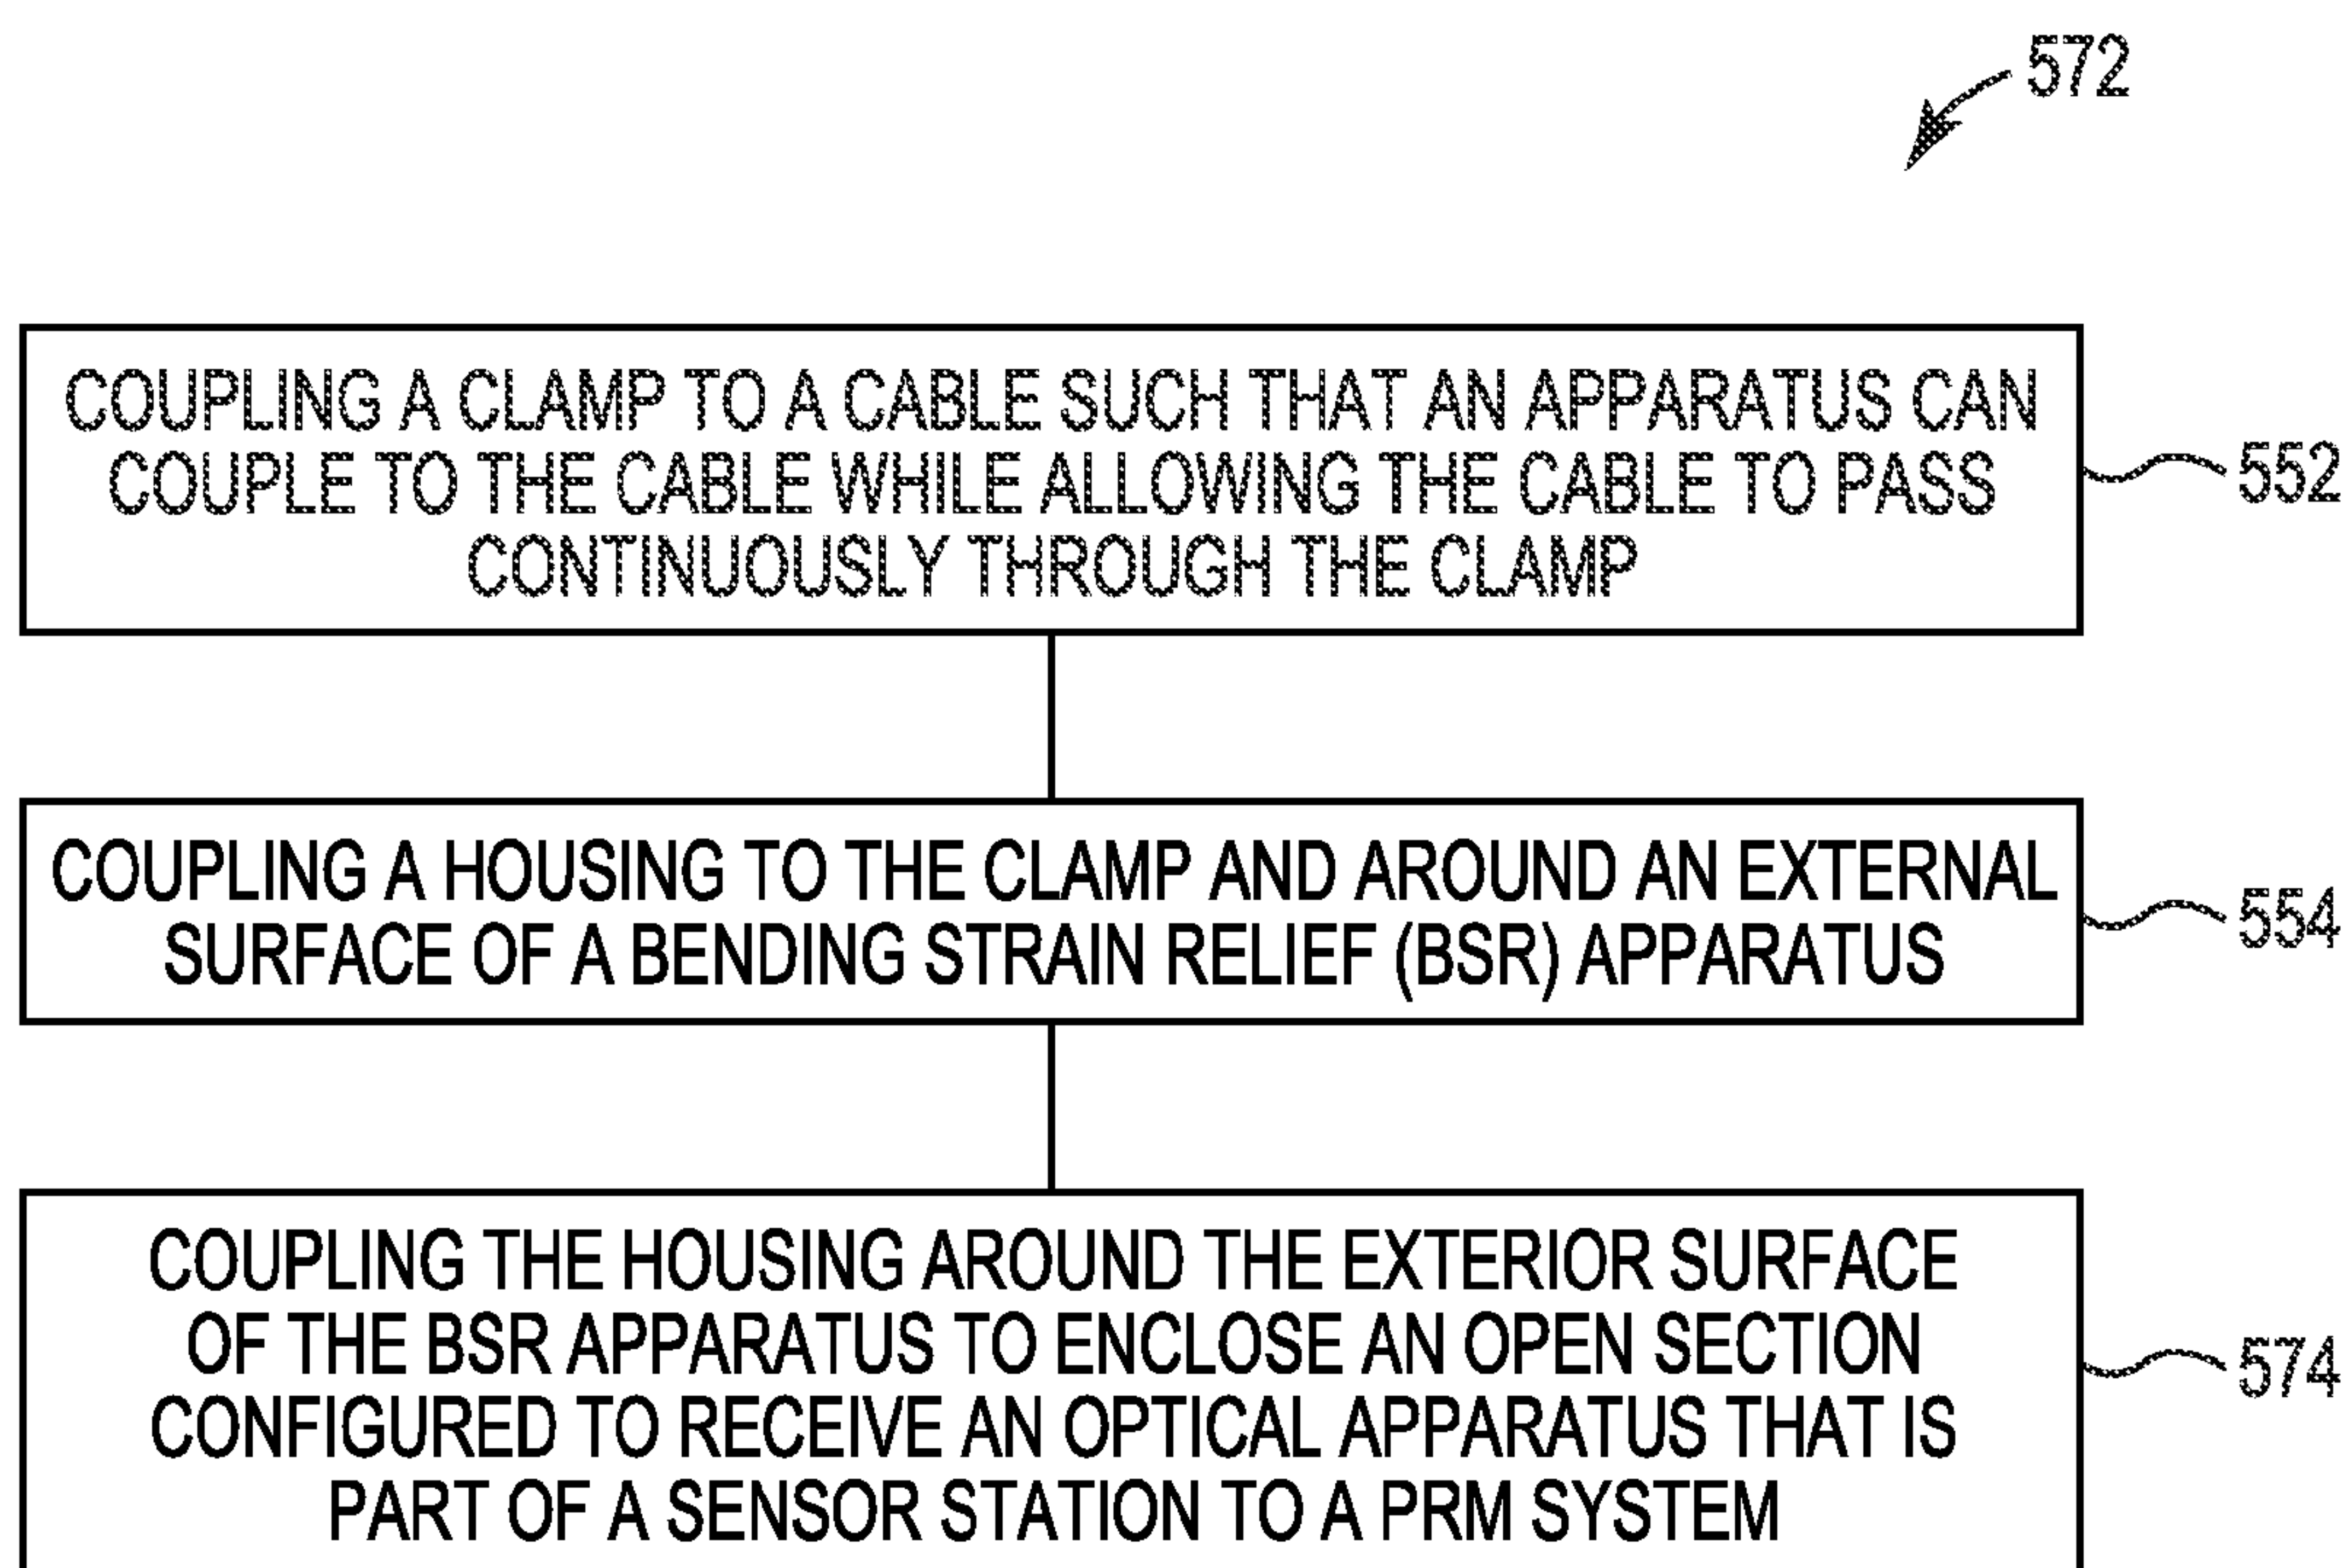 572
COUPLING A CLAMP TO A CABLE SUCH THAT AN APPARATUS CAN
COUPLE TO THE CABLE WHILE ALLOWING THE CABLE TO PASS
CONTINUOUSLY THROUGH THE CLAMP
552
COUPLING A HOUSING TO THE CLAMP AND AROUND AN EXTERNAL
SURFACE OF A BENDING STRAIN RELIEF (BSR) APPARATUS
554
COUPLING THE HOUSING AROUND THE EXTERIOR SURFACE
OF THE BSR APPARATUS TO ENCLOSE AN OPEN SECTION
CONFIGURED TO RECEIVE AN OPTICAL APPARATUS THAT IS
PART OF A SENSOR STATION TO A PRM SYSTEM
574